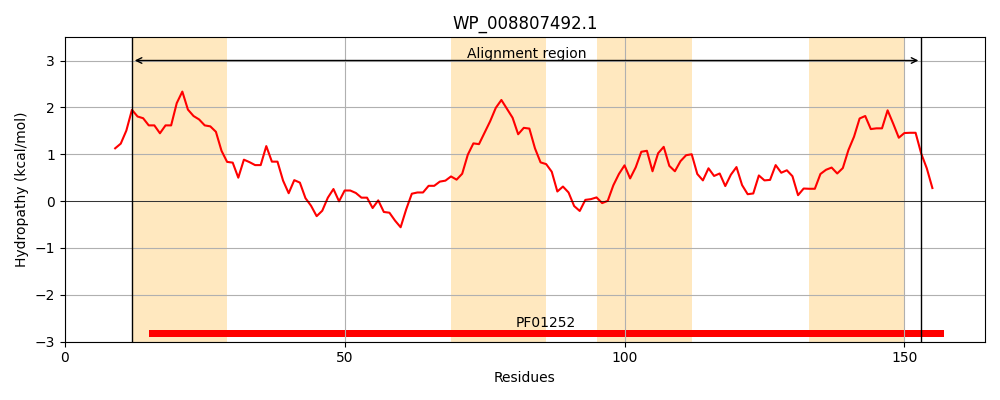 WP_008807492.1
Alignment region
3
2
1
0
−1
−2
−3
Hydropathy (kcal/mol)
PF01252
0
50
100
150
Residues